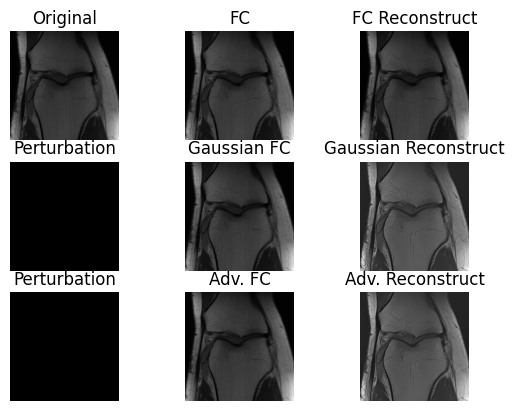 Original
FC
FC Reconstruct
Perturbation
Gaussian FC
Gaussian Reconstruct
Perturbation
Adv. FC
Adv. Reconstruct